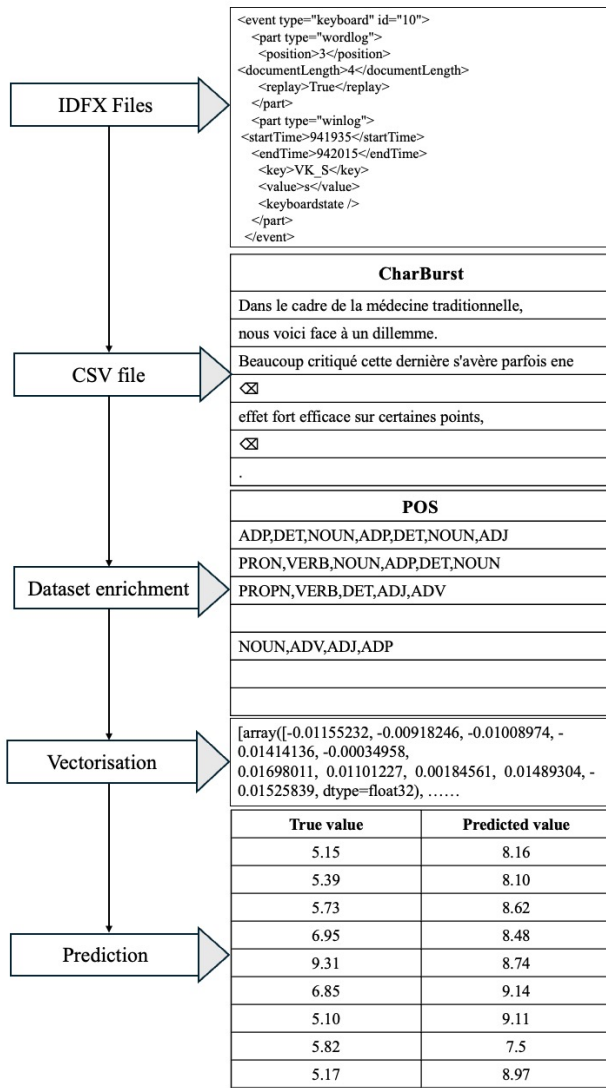 <event type="keyboard" id="10">
<part type="wordlog">
<position>3</position>
<documentLength>4</documentLength>
<replay>True</replay>
</part>
<part type="winlog">
<startTime>941935</startTime>
<endTime>942015</endTime>
<key>VK_S</key>
<value>s</value>
<keyboardstate />
</part>
</event>
IDFX Files
CharBurst
Dans le cadre de la médecine traditionnelle,
nous voici face à un dillemme.
Beaucoup critiqué cette dernière s'avère parfois ene
⌫
effet fort efficace sur certaines points,
⌫
.
CSV file
POS
ADP,DET,NOUN,ADP,DET,NOUN,ADJ
PRON,VERB,NOUN,ADP,DET,NOUN
PROPN,VERB,DET,ADJ,ADV
NOUN,ADV,ADJ,ADP
Dataset enrichment
[array([-0.01155232, -0.00918246, -0.01008974, -
0.01414136, -0.00034958,
0.01698011, 0.01101227, 0.00184561, 0.01489304, -
0.01525839, dtype=float32), ……
Vectorisation
True value Predicted value
5.15 8.16
5.39 8.10
5.73 8.62
6.95 8.48
9.31 8.74
6.85 9.14
5.10 9.11
5.82 7.5
5.17 8.97
Prediction